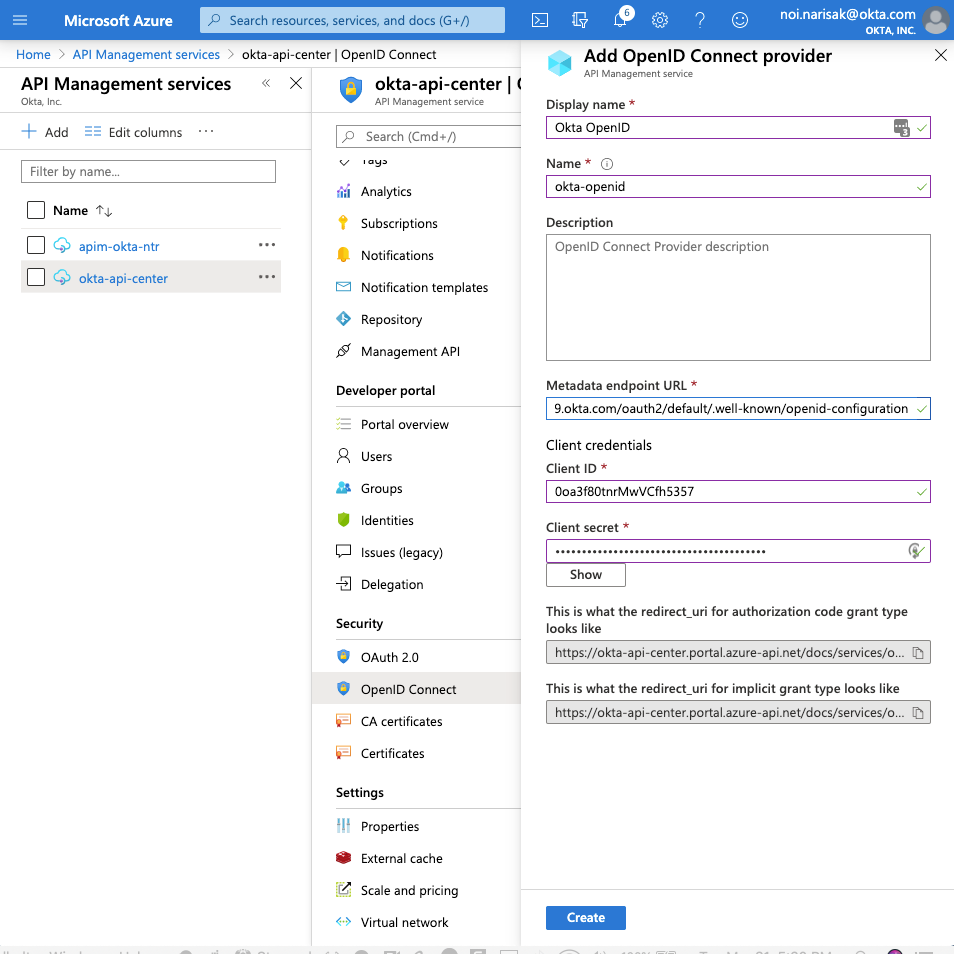 Microsoft Azure
Search resources, services, and docs (G+/)
6
noi.narisak@okta.com
OKTA, INC.
Home > API Management services > okta-api-center | OpenID Connect
API Management services
Okta, Inc.
Add
Edit columns
Filter by name...
Name
apim-okta-ntr
okta-api-center
okta-api-center |
API Management service
Search (Cmd+/)
Tags
Analytics
Subscriptions
Notifications
Notification templates
Repository
Management API
Developer portal
Portal overview
Users
Groups
Identities
Issues (legacy)
Delegation
Security
OAuth 2.0
OpenID Connect
CA certificates
Certificates
Settings
Properties
External cache
Scale and pricing
Virtual network
Add OpenID Connect provider
API Management service
Display name *
Okta OpenID
3
Name *
okta-openid
Description
OpenID Connect Provider description
Metadata endpoint URL *
9.okta.com/oauth2/default/.well-known/openid-configuration
Client credentials
Client ID *
0oa3f80tnrMwVCfh5357
Client secret *
Show
This is what the redirect_uri for authorization code grant type
looks like
https://okta-api-center.portal.azure-api.net/docs/services/o...
This is what the redirect_uri for implicit grant type looks like
https://okta-api-center.portal.azure-api.net/docs/services/o...
Create